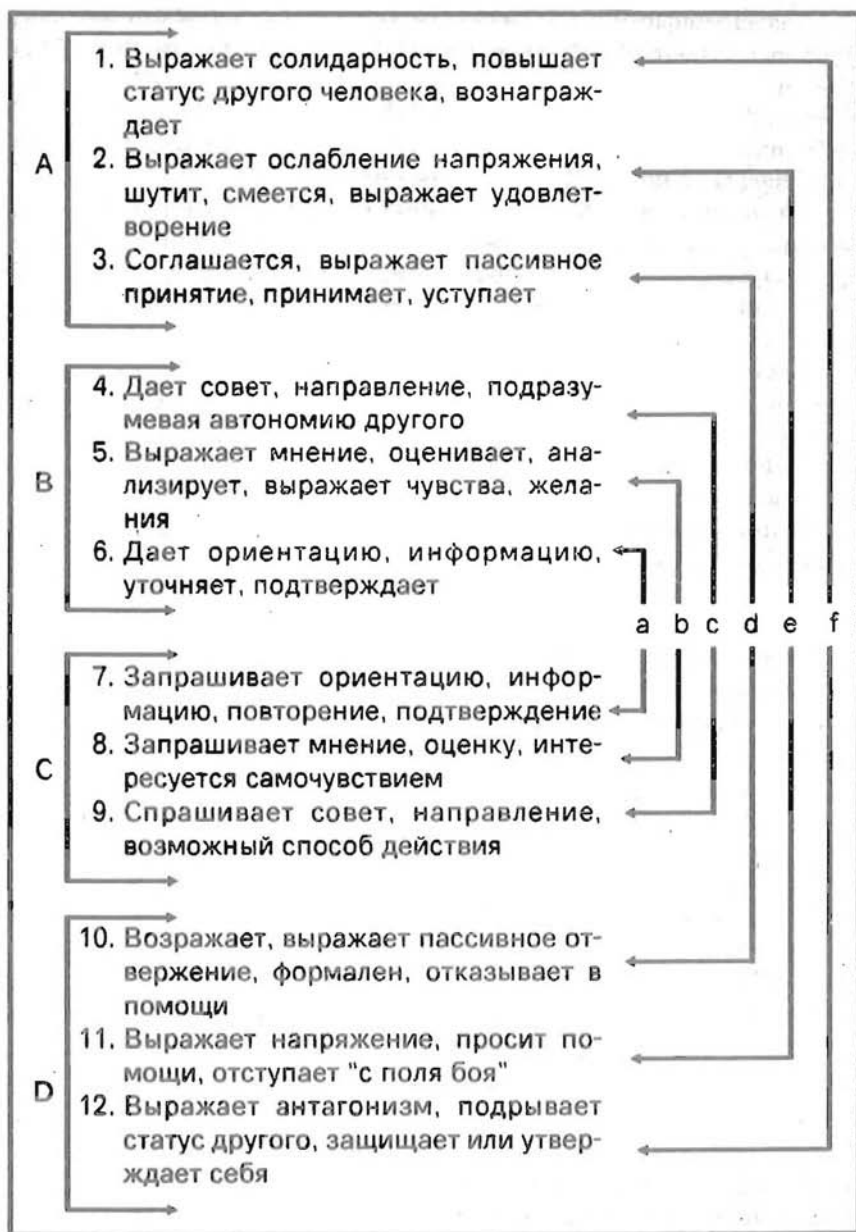 1. Выражает солидарность, повышает
статус другого человека, вознаграж-
дает
A
2. Выражает ослабление напряжения,
шутит, смеется, выражает удовлет-
ворение
3. Соглашается, выражает пассивное
принятие, принимает, уступает
4. Дает совет, направление, подразу-
мевая автономию другого
B
5. Выражает мнение, оценивает, ана-
лизирует, выражает чувства, жела-
ния
6. Дает ориентацию, информацию,
уточняет, подтверждает
a b c d e f
7. Запрашивает ориентацию, инфор-
мацию, повторение, подтверждение
C
8. Запрашивает мнение, оценку, инте-
ресуется самочувствием
9. Спрашивает совет, направление,
возможный способ действия
10. Возражает, выражает пассивное от-
вержение, формален, отказывает в
помощи
D
11. Выражает напряжение, просит по-
мощи, отступает "с поля боя"
12. Выражает антагонизм, подрывает
статус другого, защищает или утвер-
ждает себя